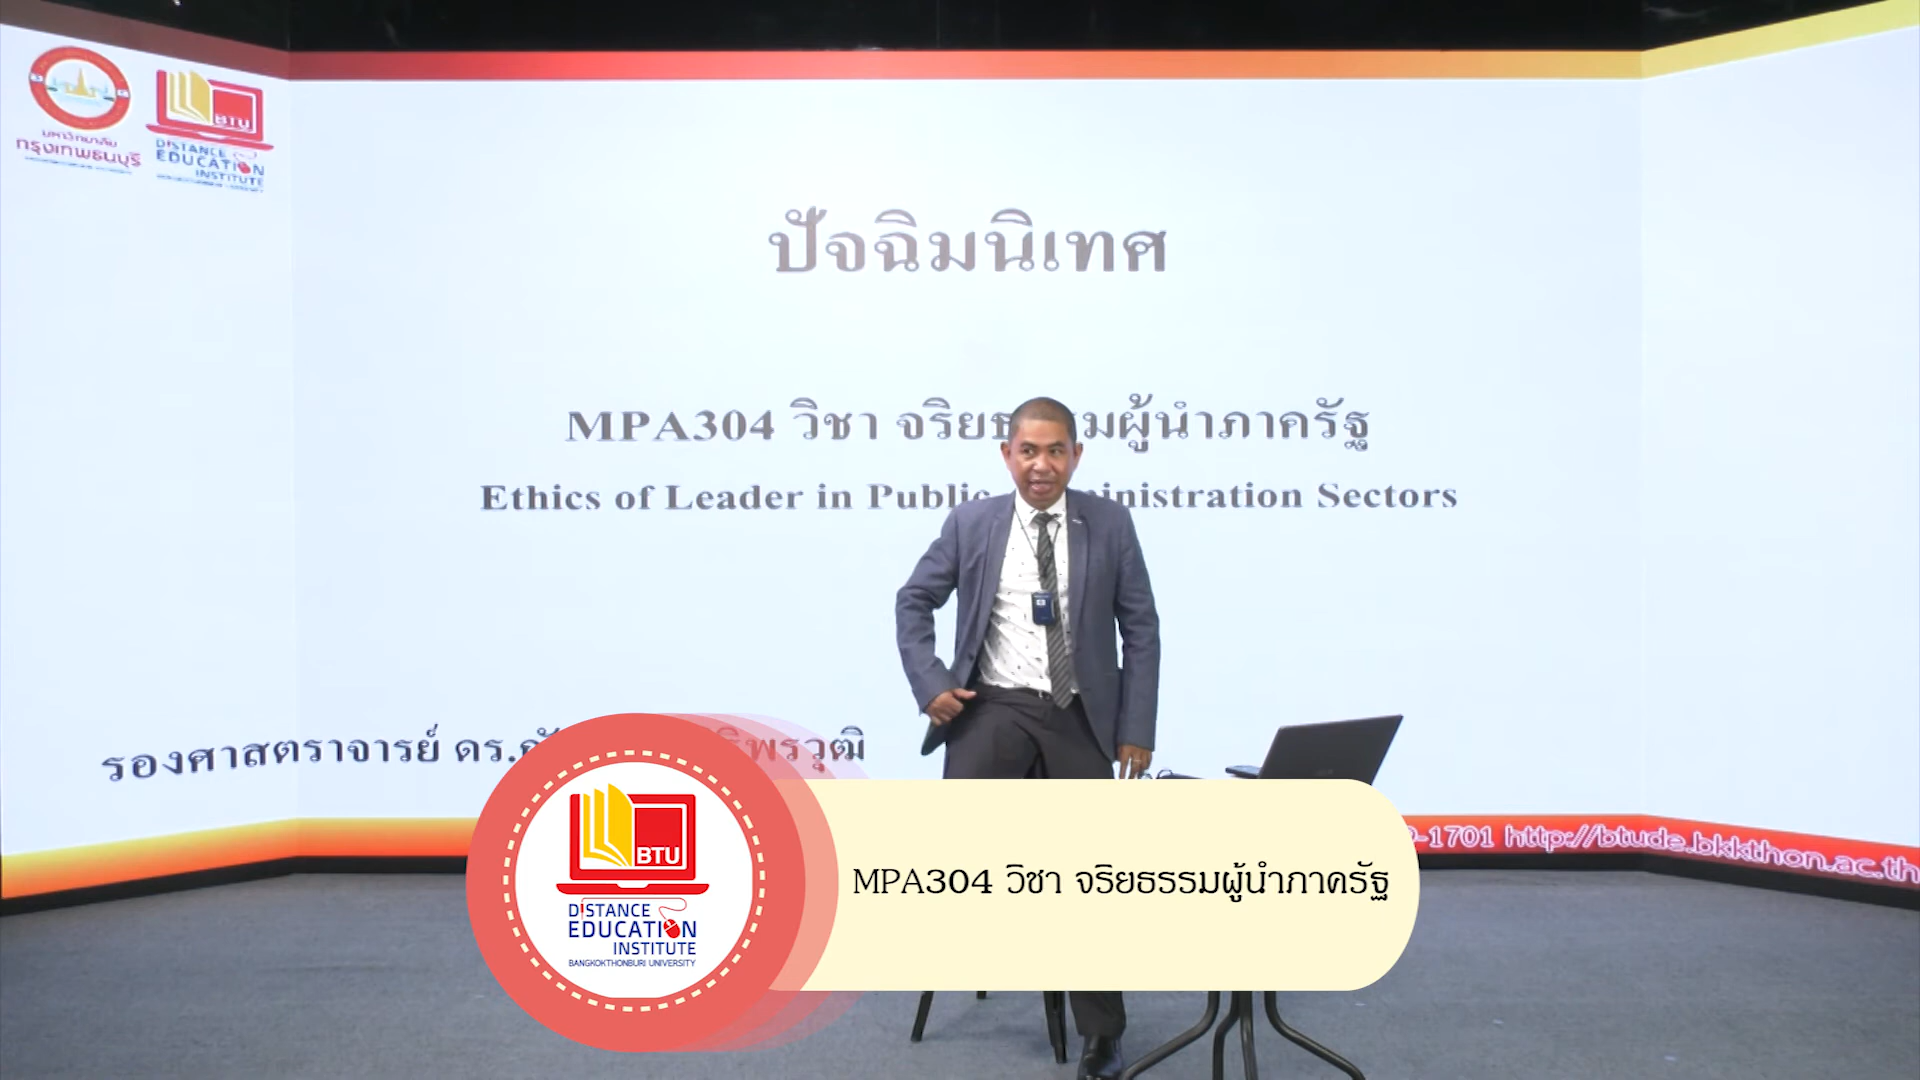 มหาวิทยาลัย
กรุงเทพธนบุรี
BTU
DISTANCE
EDUCATION
INSTITUTE
ปัจฉิมนิเทศ
MPA304 วิชา จริยธ มผู้นำภาครัฐ
Ethics of Leader in Public ministration Sectors
รองศาสตราจารย์ ดร.
-1701 http://btude.bkkthon.ac.th
BTU
DISTANCE
EDUCATION
INSTITUTE
BANGKOKTHONBURI UNIVERSITY
MPA304 วิชา จริยธรรมผู้นำภาครัฐ